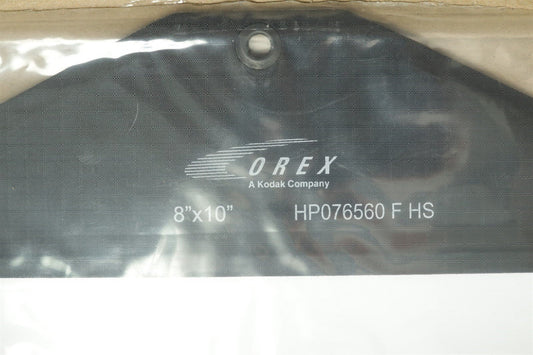 OREX
A Kodak Company
8"x10" HP076560 F HS